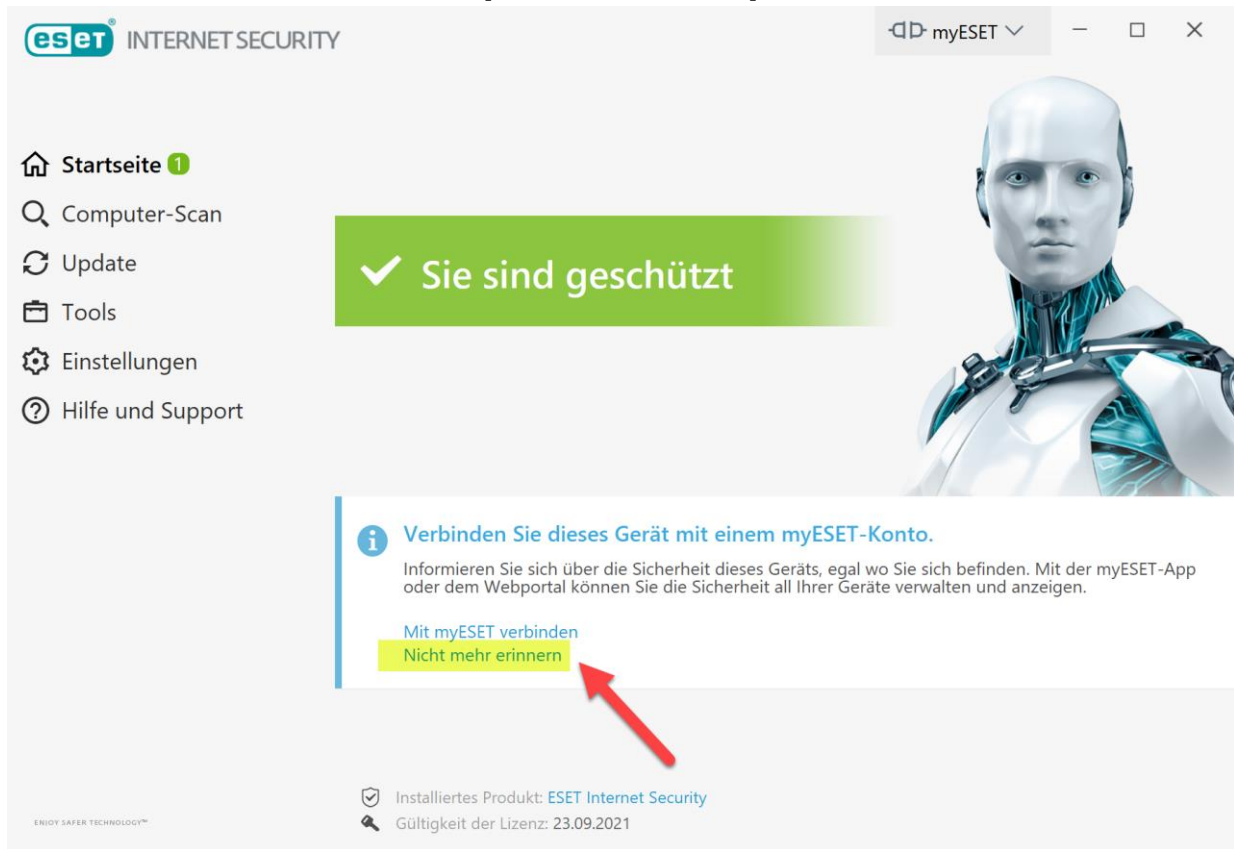 eset® INTERNET SECURITY
myESET
Startseite 1
Computer-Scan
Update
Tools
Einstellungen
Hilfe und Support
Sie sind geschützt
Verbinden Sie dieses Gerät mit einem myESET-Konto.
Informieren Sie sich über die Sicherheit dieses Geräts, egal wo Sie sich befinden. Mit der myESET-App
oder dem Webportal können Sie die Sicherheit all Ihrer Geräte verwalten und anzeigen.
Mit myESET verbinden
Nicht mehr erinnern
Installiertes Produkt: ESET Internet Security
Gültigkeit der Lizenz: 23.09.2021
ENJOY SAFER TECHNOLOGY™